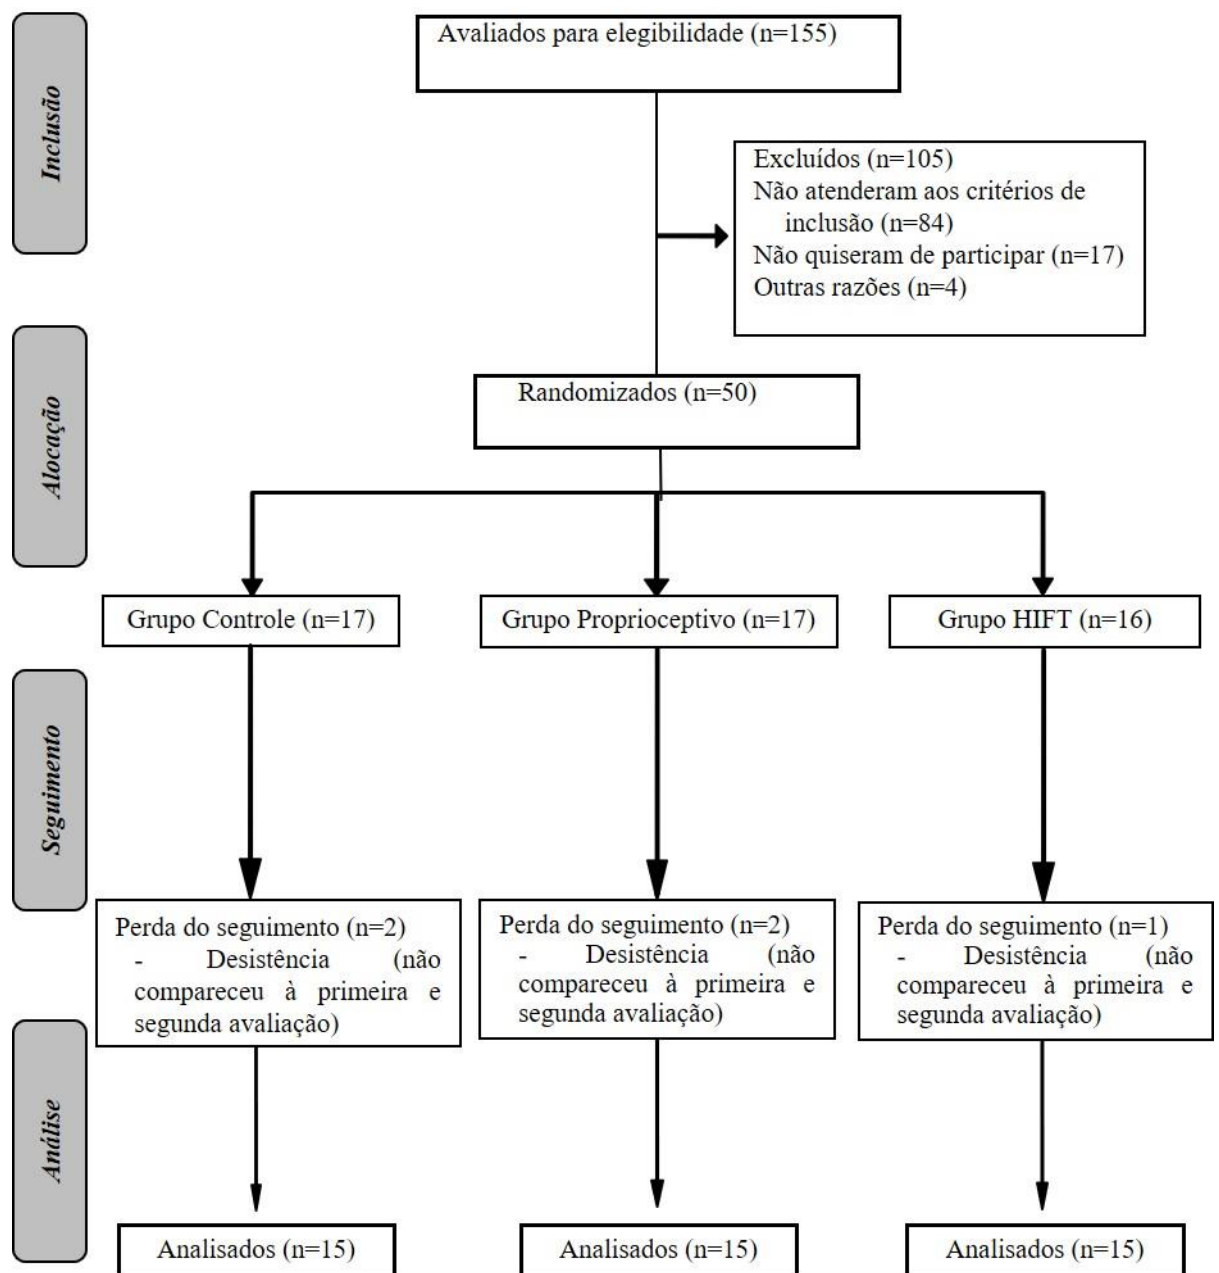 Inclusão
Avaliados para elegibilidade (n=155)
Excluídos (n=105)
Não atenderam aos critérios de
inclusão (n=84)
Não quiseram de participar (n=17)
Outras razões (n=4)
Alocação
Randomizados (n=50)
Grupo Controle (n=17)
Grupo Proprioceptivo (n=17)
Grupo HIFT (n=16)
Seguimento
Perda do seguimento (n=2)
- Desistência (não
compareceu à primeira e
segunda avaliação)
Perda do seguimento (n=2)
- Desistência (não
compareceu à primeira e
segunda avaliação)
Perda do seguimento (n=1)
- Desistência (não
compareceu à primeira e
segunda avaliação)
Análise
Analisados (n=15)
Analisados (n=15)
Analisados (n=15)